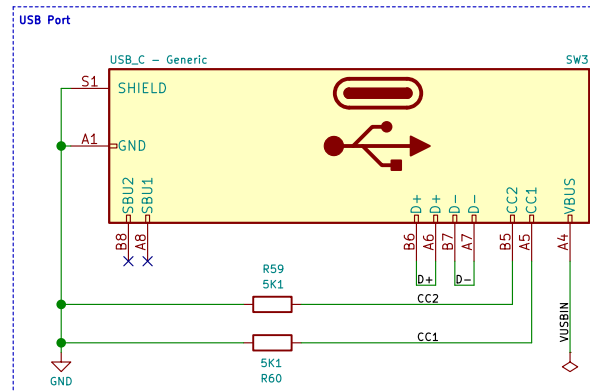 USB Port
USB_C - Generic
SW3
S1
SHIELD
A1
GND
SBU2
SBU1
D+
D+
D-
D-
CC2
CC1
VBUS
B8
A8
B6
A6
B7
A7
B5
A5
A4
D+
D-
R59
5K1
CC2
VUSBIN
CC1
5K1
R60
GND